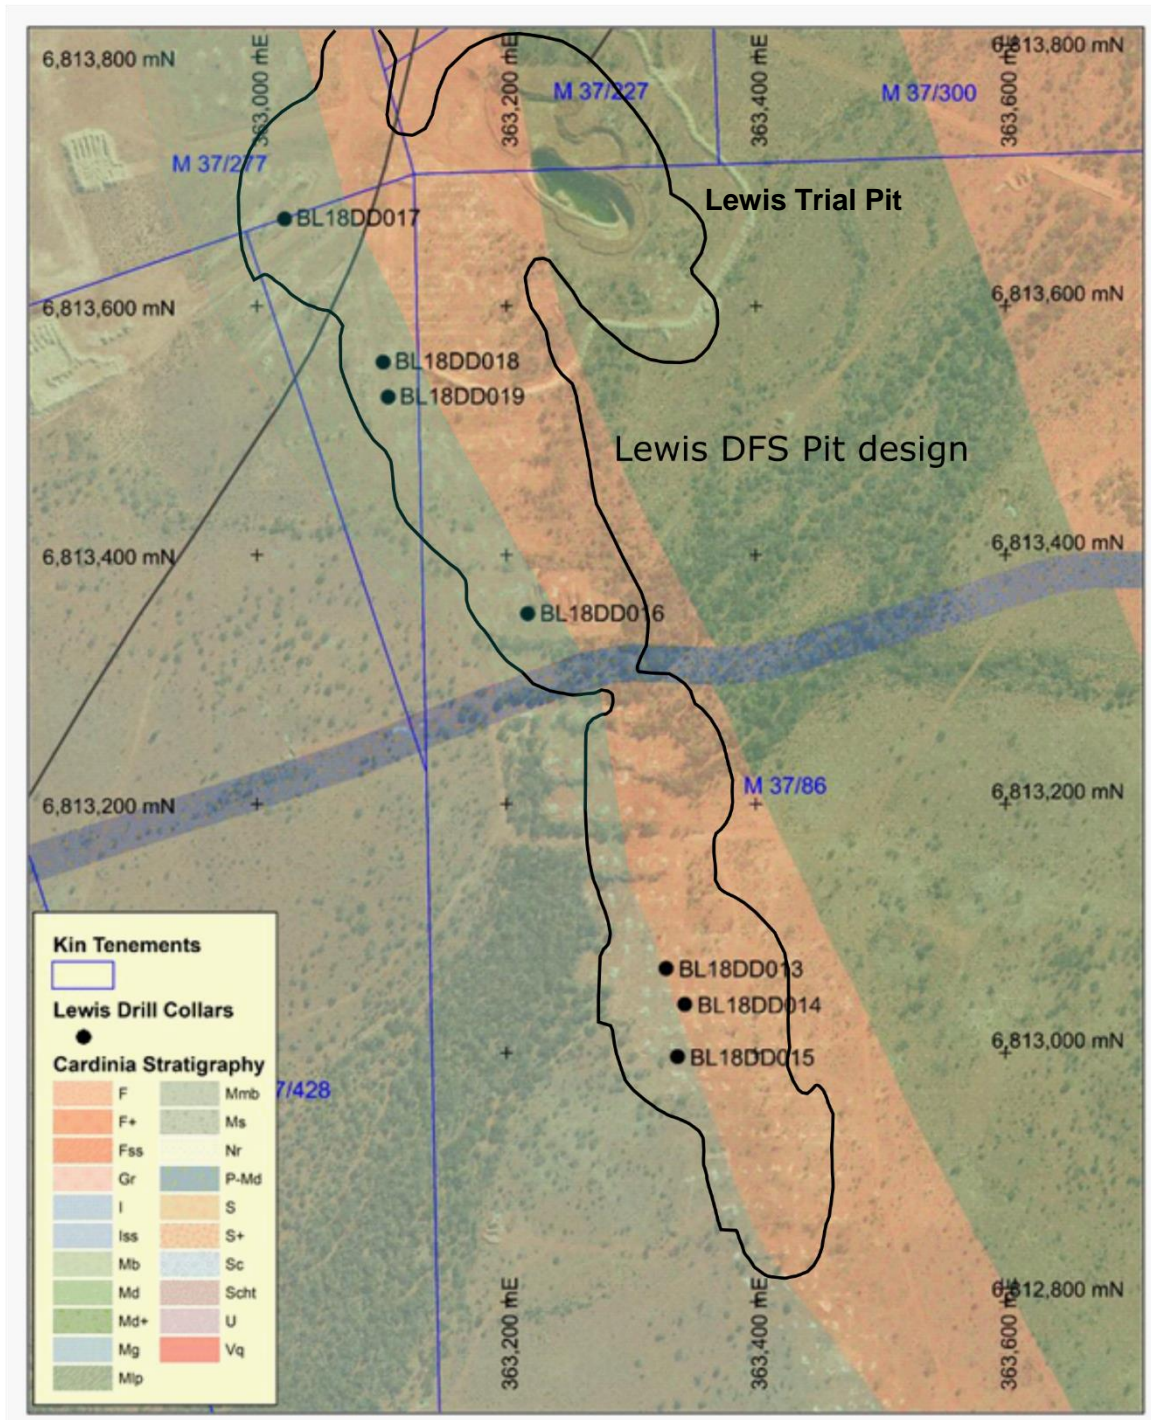 6,813,800 mN
363,000 mE
363,200 mE
363,400 mE
363,600 mE
6,813,800 mN
M 37/227
M 37/300
M 37/277
Lewis Trial Pit
BL18DD017
6,813,600 mN
6,813,600 mN
BL18DD018
BL18DD019
Lewis DFS Pit design
6,813,400 mN
6,813,400 mN
BL18DD016
M 37/86
6,813,200 mN
6,813,200 mN
BL18DD013
BL18DD014
BL18DD015
6,813,000 mN
7/428
Kin Tenements
Lewis Drill Collars
Cardinia Stratigraphy
F
F+
Fss
Gr
I
Iss
Mb
Md
Md+
Mg
Mlp
Mmb
Ms
Nr
P-Md
S
S+
Sc
Scht
U
Vq
6,812,800 mN
363,200 mE
363,400 mE
363,600 mE